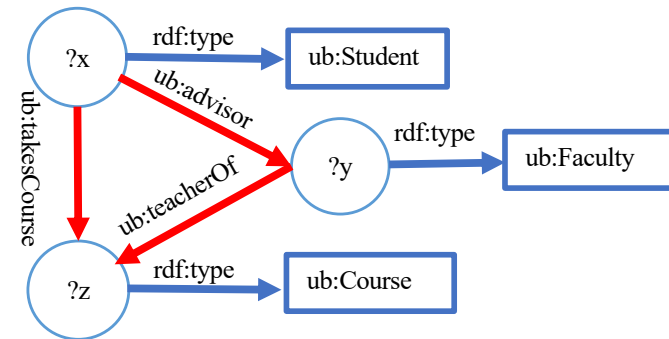 ?x
rdf:type
ub:Student
ub:advisor
ub:takesCourse
?y
rdf:type
ub:Faculty
ub:teacherOf
?z
rdf:type
ub:Course